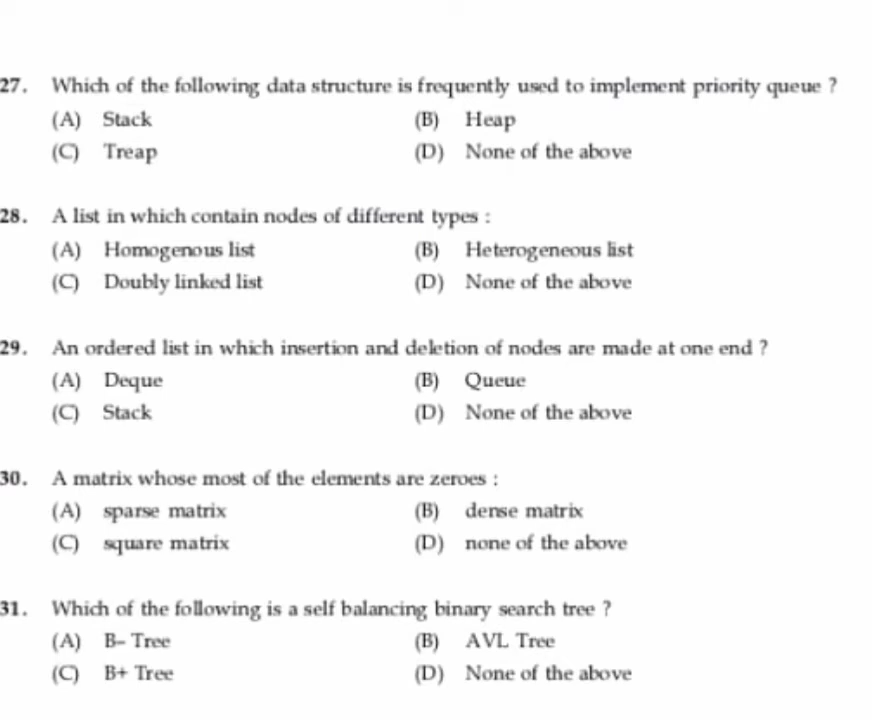 27. Which of the following data structure is frequently used to implement priority queue ?
(A) Stack (B) Heap
(C) Treap (D) None of the above
28. A list in which contain nodes of different types :
(A) Homogenous list (B) Heterogeneous list
(C) Doubly linked list (D) None of the above
29. An ordered list in which insertion and deletion of nodes are made at one end ?
(A) Deque (B) Queue
(C) Stack (D) None of the above
30. A matrix whose most of the elements are zeroes :
(A) sparse matrix (B) dense matrix
(C) square matrix (D) none of the above
31. Which of the following is a self balancing binary search tree ?
(A) B– Tree (B) AVL Tree
(C) B+ Tree (D) None of the above